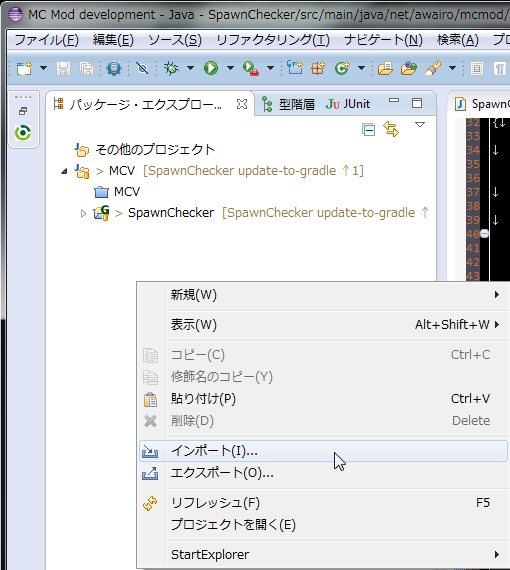 MC Mod development - Java - SpawnChecker/src/main/java/net/awairo/mcmod/
ファイル(F) 編集(E) ソース(S) リファクタリング(T) ナビゲート(N) 検索(A) プロ
パッケージ・エクスプロー... 型階層 JUnit
SpawnC
その他のプロジェクト
> MCV [SpawnChecker update-to-gradle ↑1]
MCV
> SpawnChecker [SpawnChecker update-to-gradle ↑
32 {↓
34 ↓
37 ↓
39 ↓
40
42
43
新規(W)
表示(W) Alt+Shift+W
コピー(C) Ctrl+C
修飾名のコピー(Y)
貼り付け(P) Ctrl+V
削除(D) Delete
インポート(I)...
エクスポート(O)...
リフレッシュ(F) F5
プロジェクトを開く(E)
StartExplorer